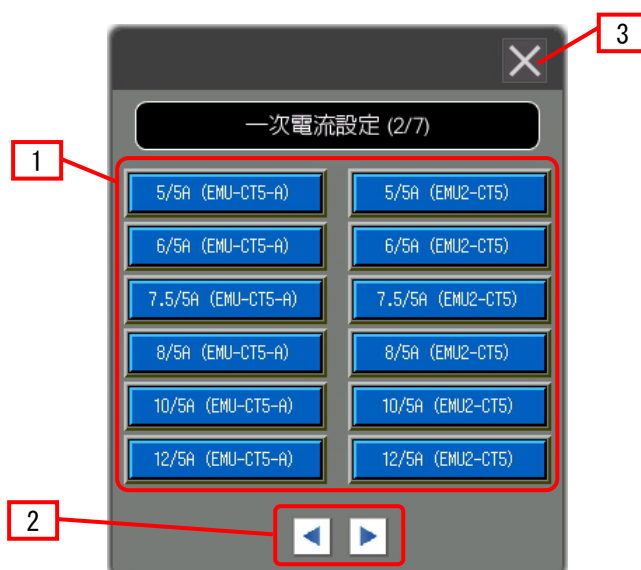 3
一次電流設定 (2/7)
1
5/5A (EMU-CT5-A) 5/5A (EMU2-CT5)
6/5A (EMU-CT5-A) 6/5A (EMU2-CT5)
7.5/5A (EMU-CT5-A) 7.5/5A (EMU2-CT5)
8/5A (EMU-CT5-A) 8/5A (EMU2-CT5)
10/5A (EMU-CT5-A) 10/5A (EMU2-CT5)
12/5A (EMU-CT5-A) 12/5A (EMU2-CT5)
2